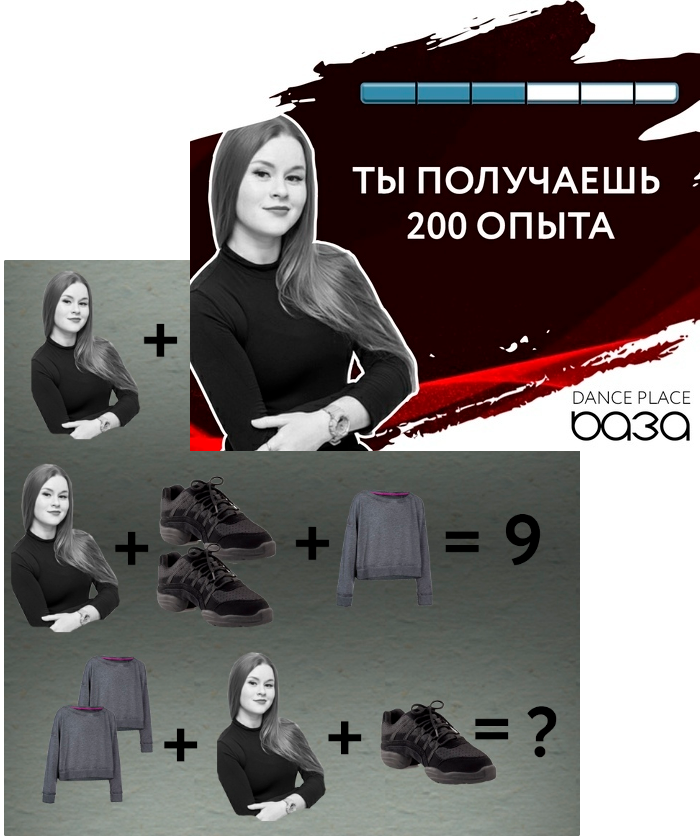 ТЫ ПОЛУЧАЕШЬ
200 ОПЫТА
DANCE PLACE
база
+
+ + = 9
+ + = ?